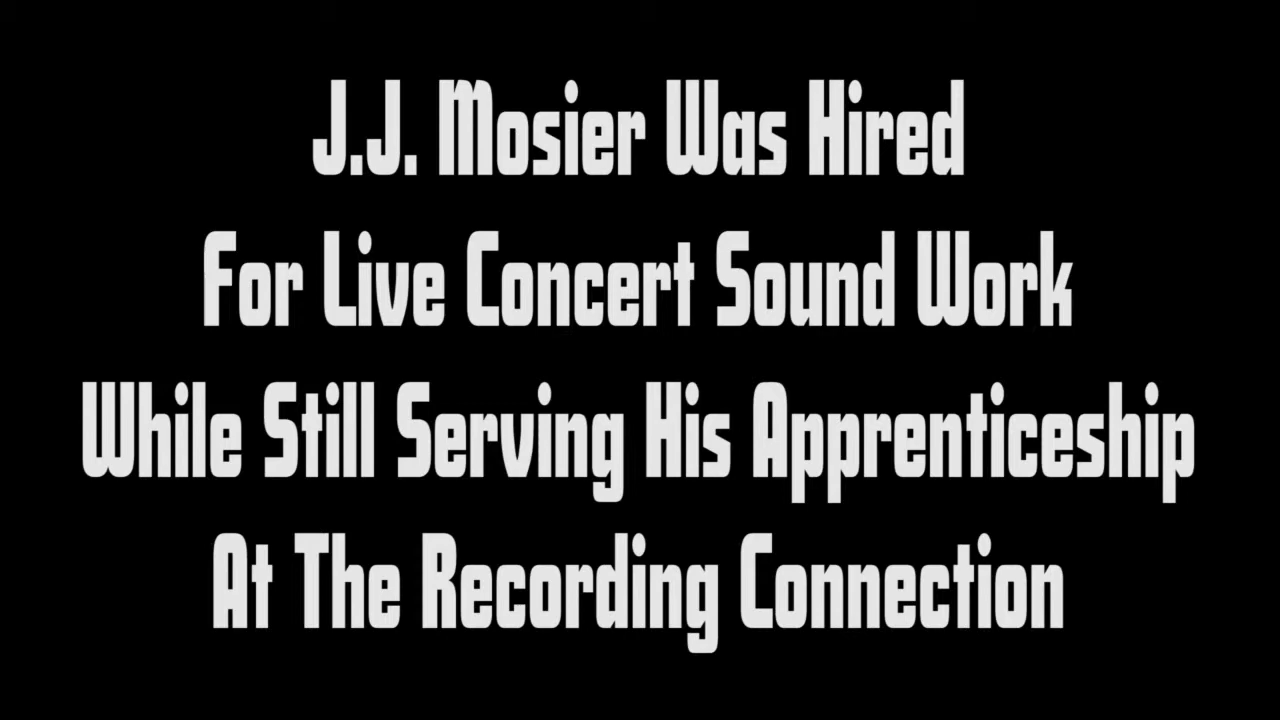 J.J. Mosier Was Hired
For Live Concert Sound Work
While Still Serving His Apprenticeship
At The Recording Connection